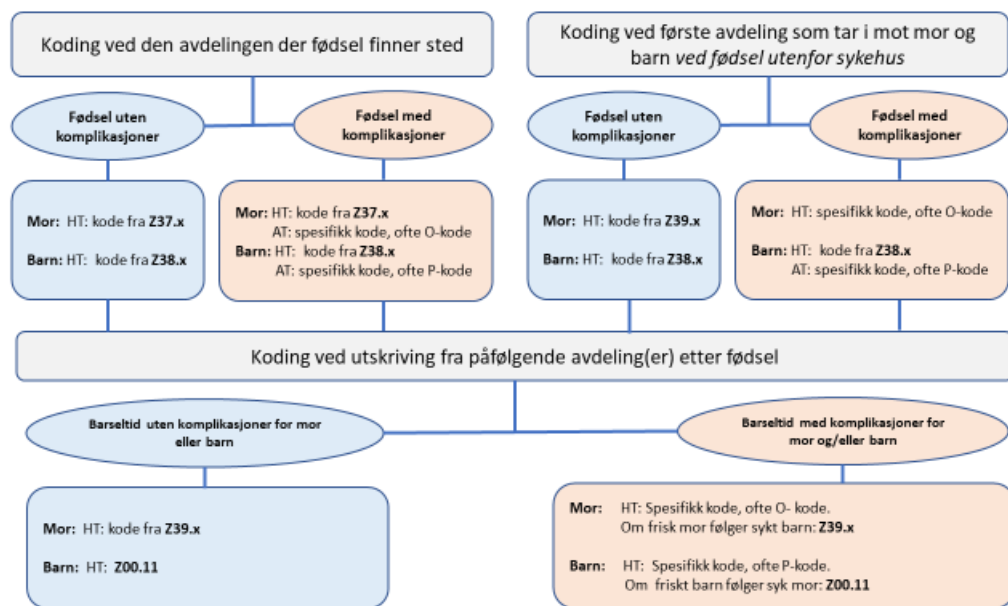 Koding ved den avdelingen der fødsel finner sted
Koding ved første avdeling som tar i mot mor og
barn ved fødsel utenfor sykehus
Fødsel uten
komplikasjoner
Fødsel med
komplikasjoner
Fødsel uten
komplikasjoner
Fødsel med
komplikasjoner
Mor: HT: kode fra Z37.x
Barn: HT: kode fra Z38.x
Mor: HT: kode fra Z37.x
AT: spesifikk kode, ofte O-kode
Barn: HT: kode fra Z38.x
AT: spesifikk kode, ofte P-kode
Mor: HT: kode fra Z39.x
Barn: HT: kode fra Z38.x
Mor: HT: spesifikk kode, ofte O-kode
Barn: HT: kode fra Z38.x
AT: spesifikk kode, ofte P-kode
Koding ved utskriving fra påfølgende avdeling(er) etter fødsel
Barseltid uten komplikasjoner for mor
eller barn
Barseltid med komplikasjoner for
mor og/eller barn
Mor: HT: kode fra Z39.x
Barn: HT: Z00.11
Mor: HT: Spesifikk kode, ofte O- kode.
Om frisk mor følger sykt barn: Z39.x
Barn: HT: Spesifikk kode, ofte P-kode.
Om friskt barn følger syk mor: Z00.11